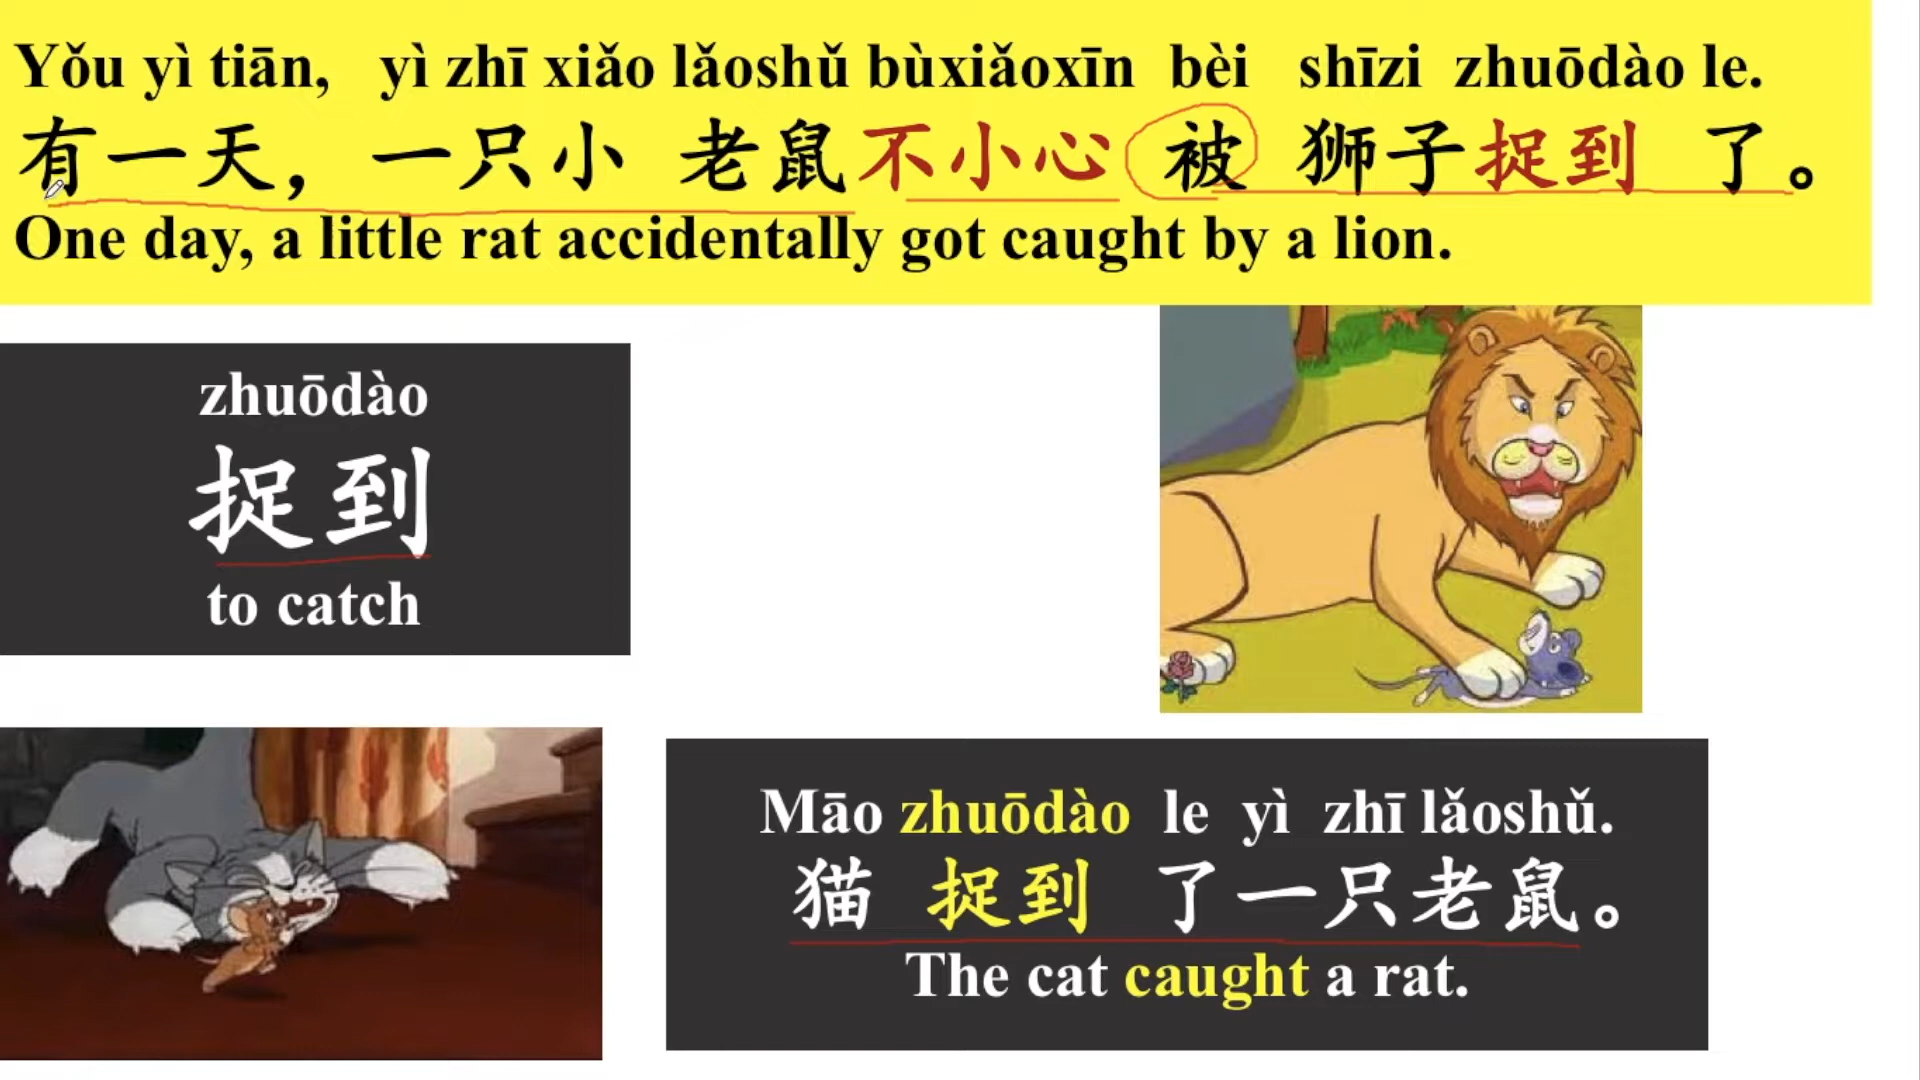 Yǒu yì tiān, yì zhī xiǎo lǎoshǔ bùxiǎoxīn bèi shīzi zhuōdào le.
有一天，一只小 老鼠不小心 被 狮子捉到 了。
One day, a little rat accidentally got caught by a lion.
zhuōdào
捉到
to catch
Māo zhuōdào le yì zhī lǎoshǔ.
猫 捉到 了一只老鼠。
The cat caught a rat.